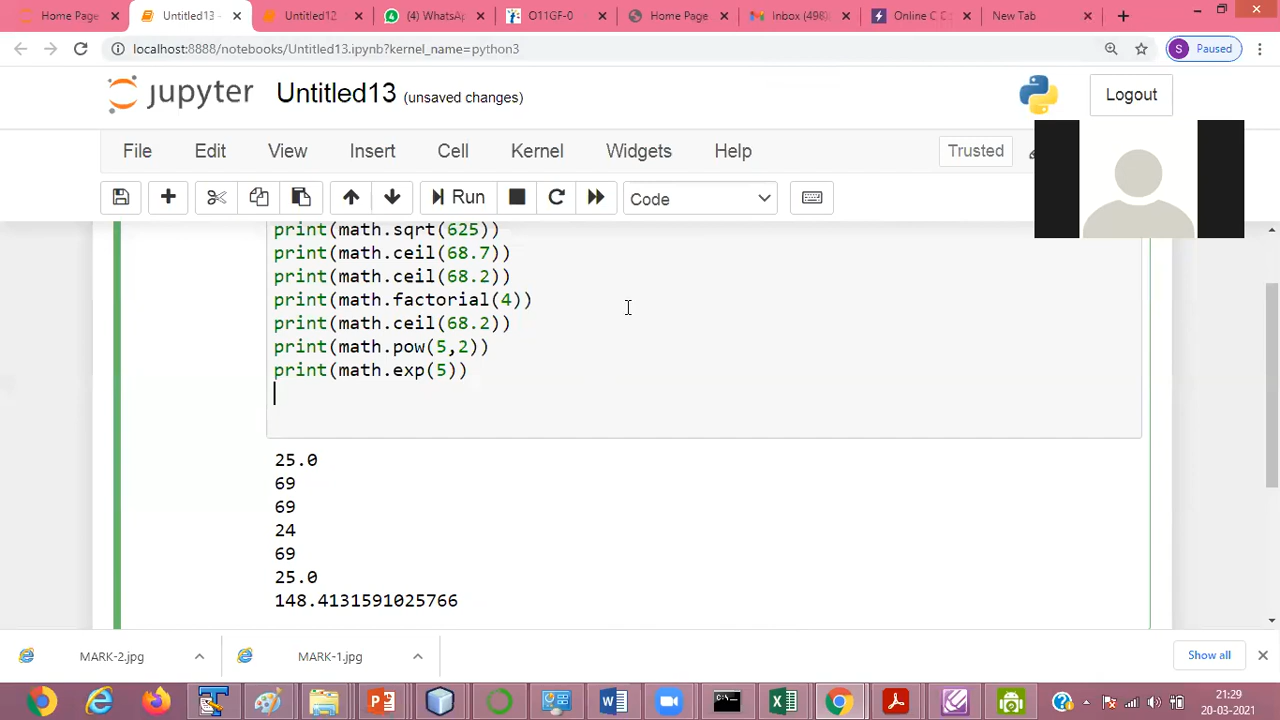 Home Page
Untitled13 -
Untitled12
(4) WhatsA
O11GF-0
Home Page
Inbox (498)
Online C Co
New Tab
localhost:8888/notebooks/Untitled13.ipynb?kernel_name=python3
S Paused
jupyter Untitled13 (unsaved changes)
Logout
File Edit View Insert Cell Kernel Widgets Help
Trusted
Run
Code
print(math.sqrt(625))
print(math.ceil(68.7))
print(math.ceil(68.2))
print(math.factorial(4))
print(math.ceil(68.2))
print(math.pow(5,2))
print(math.exp(5))
25.0
69
69
24
69
25.0
148.4131591025766
MARK-2.jpg
MARK-1.jpg
Show all
21:29
20-03-2021